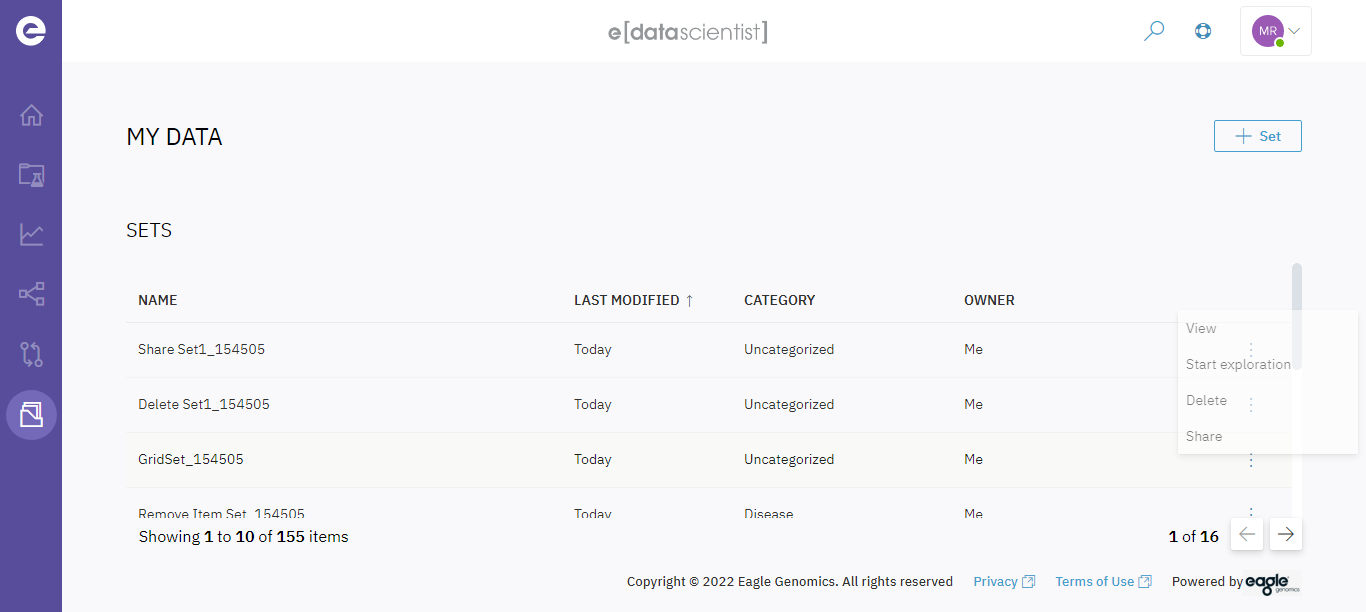 e[datascientist]
MR
MY DATA
Set
SETS
NAME LAST MODIFIED ↑ CATEGORY OWNER
Share Set1_154505 Today Uncategorized Me
Delete Set1_154505 Today Uncategorized Me
GridSet_154505 Today Uncategorized Me
Remove Item Set_154505 Today Disease Me
View
Start exploration
Delete
Share
Showing 1 to 10 of 155 items
1 of 16
Copyright © 2022 Eagle Genomics. All rights reserved Privacy Terms of Use Powered by eagle genomics